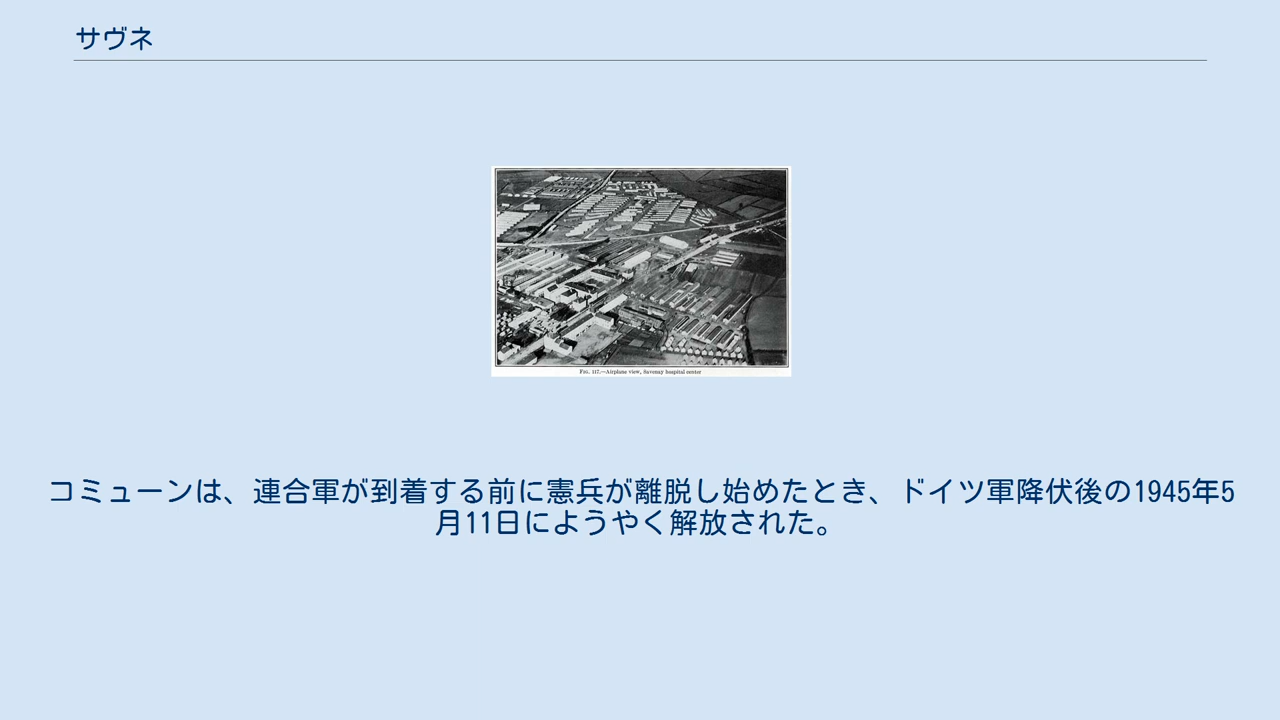 サヴネ
FIG. 117.—Airplane view, Savenay hospital center
コミューンは、連合軍が到着する前に憲兵が離脱し始めたとき、ドイツ軍降伏後の1945年5
月11日にようやく解放された。